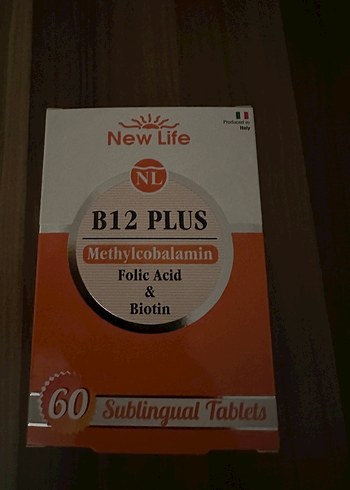 New Life
Produced in
Italy
NL
B12 PLUS
Methylcobalamin
Folic Acid
&
Biotin
60 Sublingual Tablets